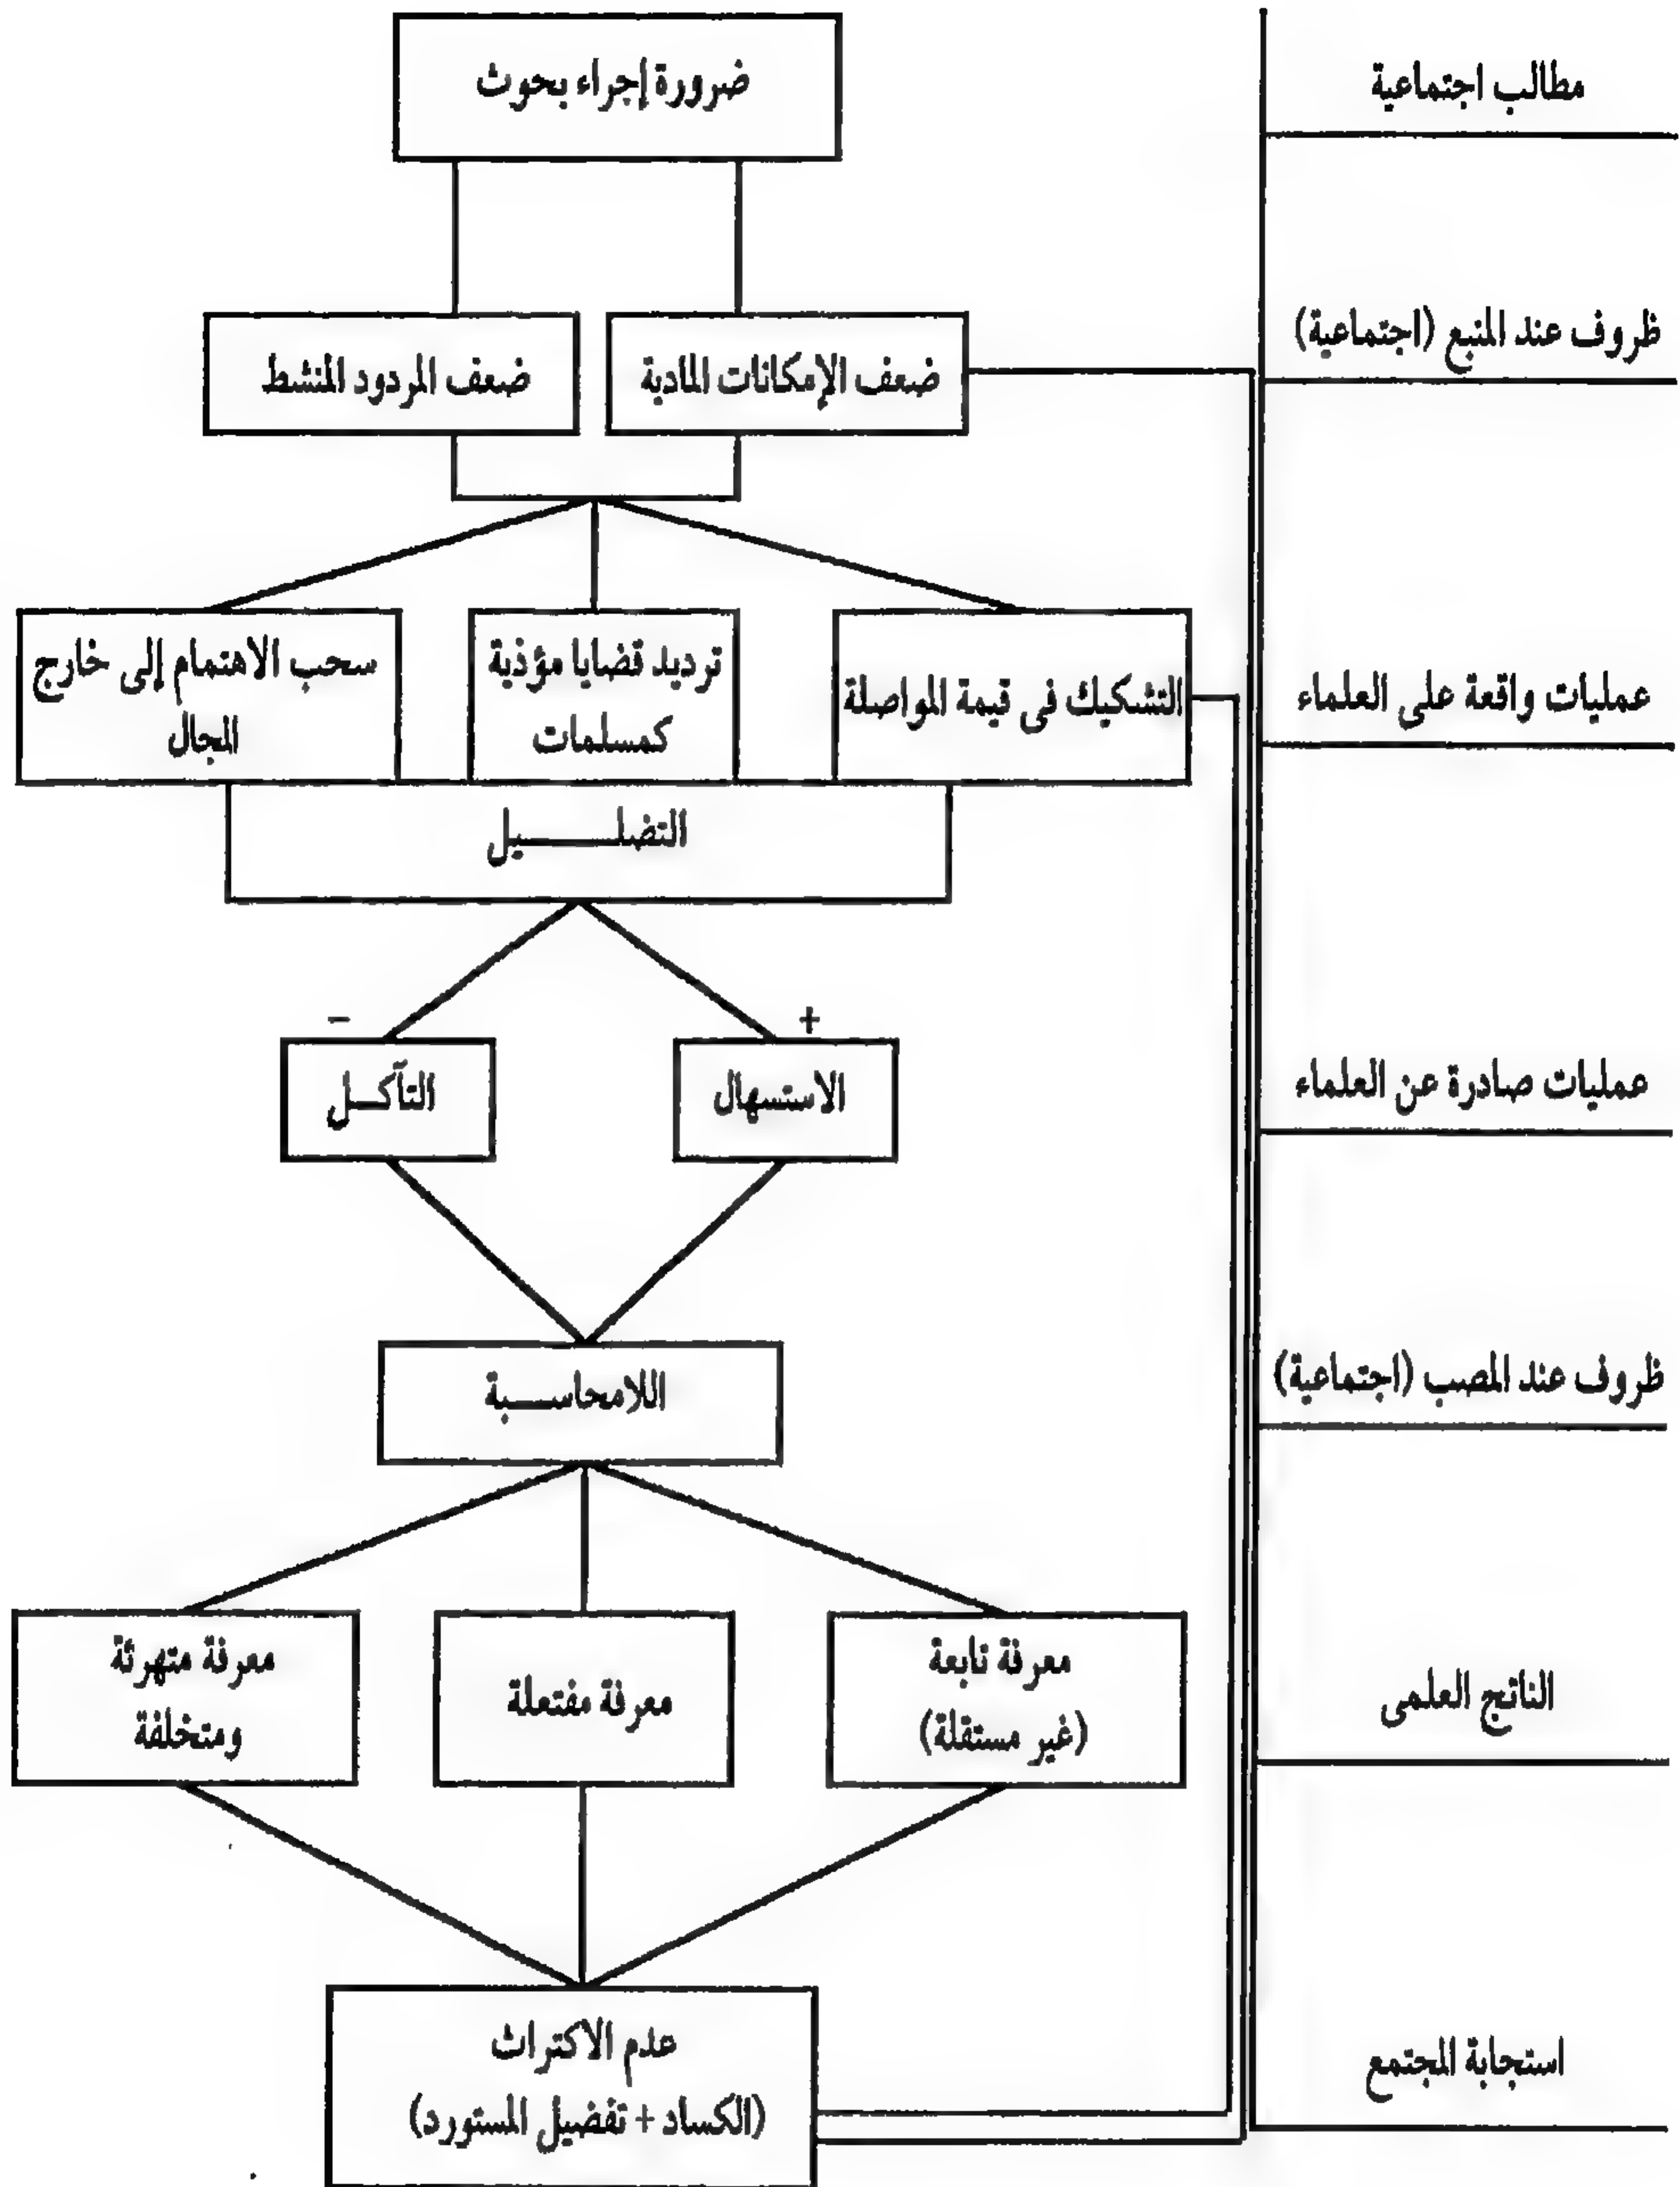 ضرورة إجراء بحوث
مطالب اجتماعية
ظروف عند المنبع (اجتماعية)
ضعف الإمكانات المادية
ضعف المردود المنشط
عمليات واقعة على العلماء
التشكيك فى قيمة المواصلة
ترديد قضايا مؤذية
كمسلمات
سحب الاهتمام إلى خارج
المجال
التضلــــــيل
+
−
عمليات صادرة عن العلماء
الاستسهال
التآكــل
ظروف عند المصب (اجتماعية)
اللامحاســـبة
الناتج العلمى
معرفة تابعة
(غير مستقلة)
معرفة مفتعلة
معرفة متهرئة
ومتخلفة
استجابة المجتمع
عدم الاكتراث
(الكساد + تفضيل المستورد)